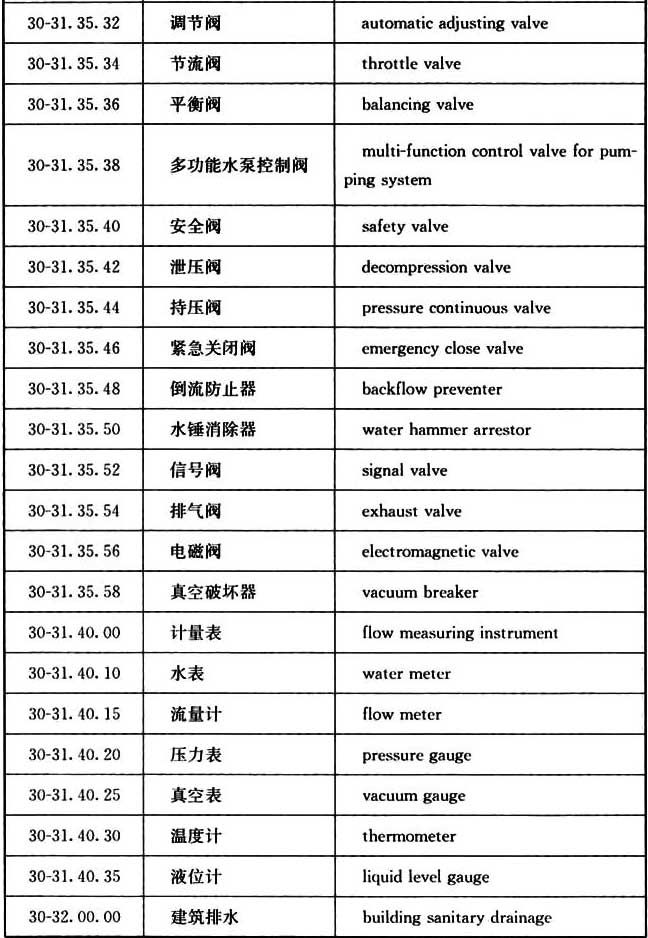 30-31.35.32 调节阀 automatic adjusting valve
30-31.35.34 节流阀 throttle valve
30-31.35.36 平衡阀 balancing valve
30-31.35.38 多功能水泵控制阀 multi-function control valve for pum-
ping system
30-31.35.40 安全阀 safety valve
30-31.35.42 泄压阀 decompression valve
30-31.35.44 持压阀 pressure continuous valve
30-31.35.46 紧急关闭阀 emergency close valve
30-31.35.48 倒流防止器 backflow preventer
30-31.35.50 水锤消除器 water hammer arrestor
30-31.35.52 信号阀 signal valve
30-31.35.54 排气阀 exhaust valve
30-31.35.56 电磁阀 electromagnetic valve
30-31.35.58 真空破坏器 vacuum breaker
30-31.40.00 计量表 flow measuring instrument
30-31.40.10 水表 water meter
30-31.40.15 流量计 flow meter
30-31.40.20 压力表 pressure gauge
30-31.40.25 真空表 vacuum gauge
30-31.40.30 温度计 thermometer
30-31.40.35 液位计 liquid level gauge
30-32.00.00 建筑排水 building sanitary drainage